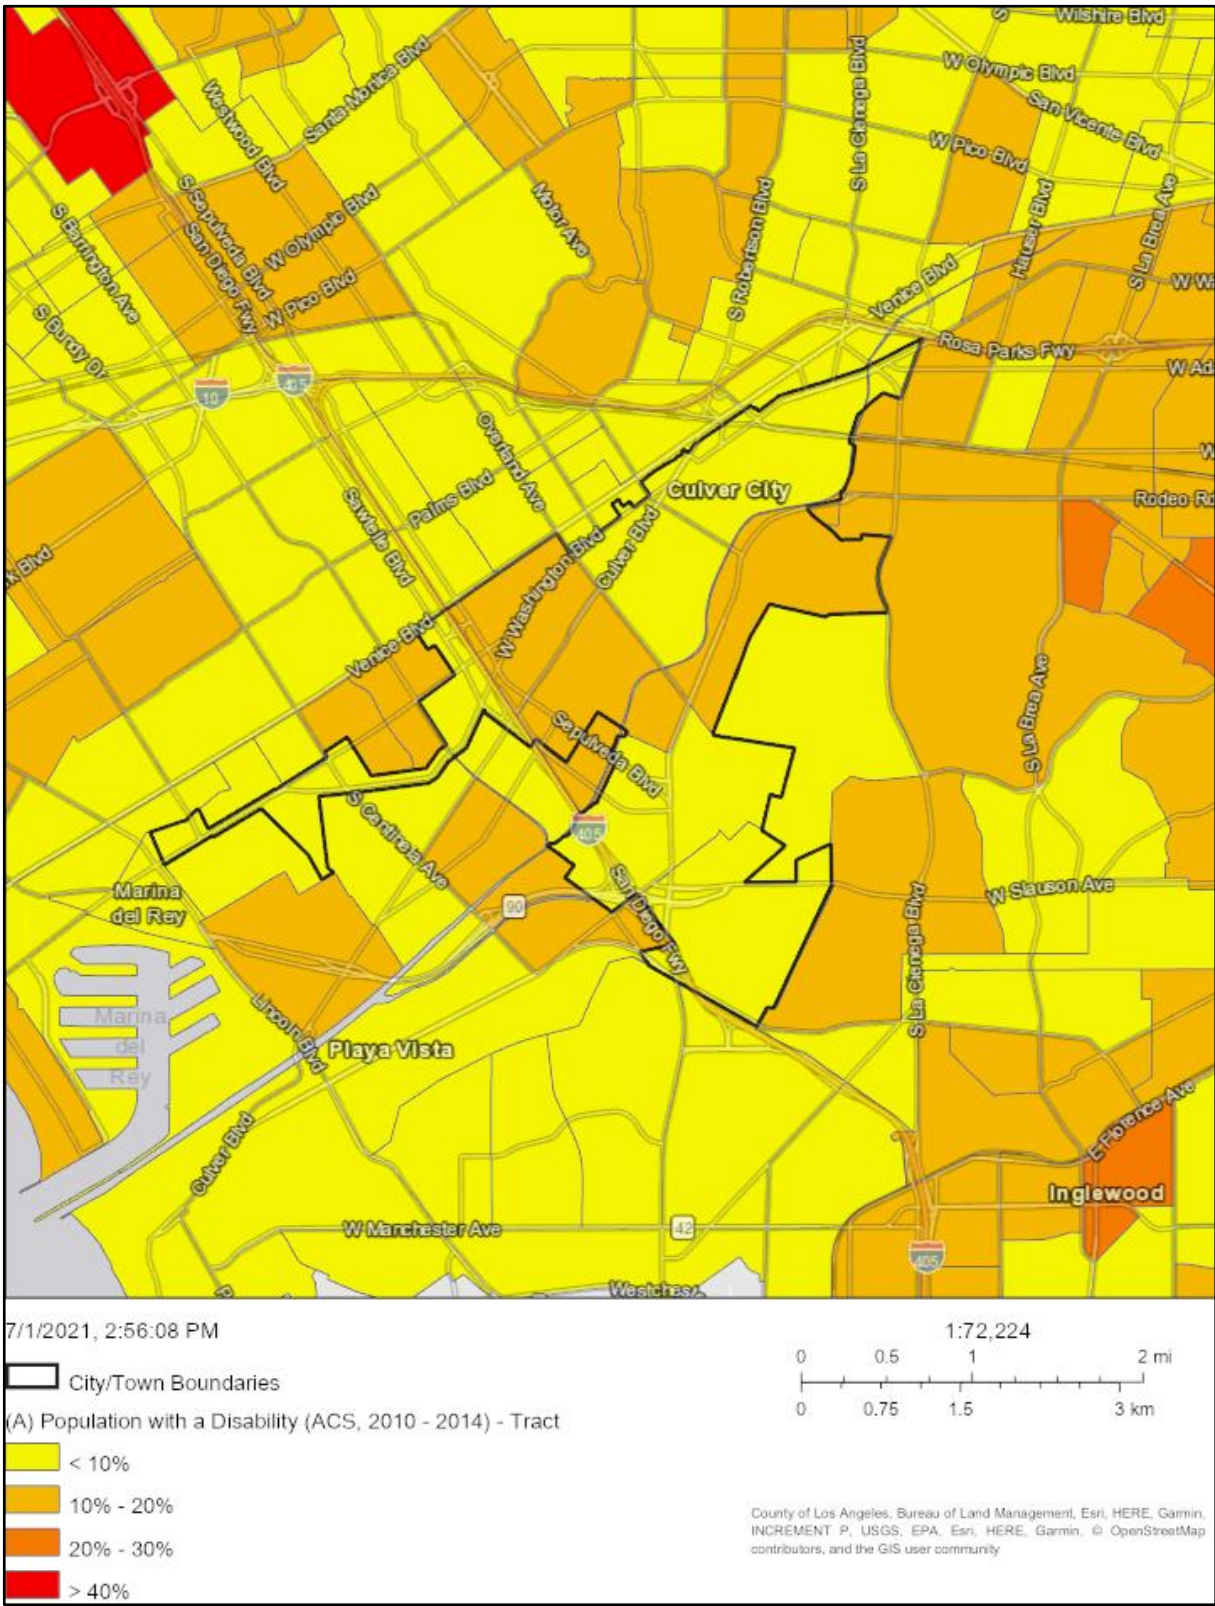 Wilshire Blvd
S
W Olympic Blvd
Santa Monica Blvd
Westwood Blvd
S La Cienega Blvd
San Vicente Blvd
W Pico Blvd
S Sepulveda Blvd
San Diego Fwy
W Olympic Blvd
Motor Ave
S Robertson Blvd
Hauser Blvd
S La Brea Ave
S Barrington Ave
W Pico Blvd
Venice Blvd
W W
S Bundy Dr
Rosa Parks Fwy
W Ad
10
405
Overland Ave
W
Palms Blvd
Culver City
Rodeo Rd
Sawtelle Blvd
Culver Blvd
W Washington Blvd
k Blvd
Venice Blvd
S La Brea Ave
Sepulveda Blvd
S Centinela Ave
405
Marina
del Rey
90
San Diego Fwy
W Slauson Ave
S La Cienega Blvd
Marina
del
Rey
Lincoln Blvd
Playa Vista
E Florence Ave
Culver Blvd
Inglewood
W Manchester Ave
42
405
P
Westches
7/1/2021, 2:56:08 PM
1:72,224
0 0.5 1 2 mi
0 0.75 1.5 3 km
City/Town Boundaries
(A) Population with a Disability (ACS, 2010 - 2014) - Tract
< 10%
10% - 20%
20% - 30%
> 40%
County of Los Angeles, Bureau of Land Management, Esri, HERE, Garmin,
INCREMENT P, USGS, EPA, Esri, HERE, Garmin, © OpenStreetMap
contributors, and the GIS user community